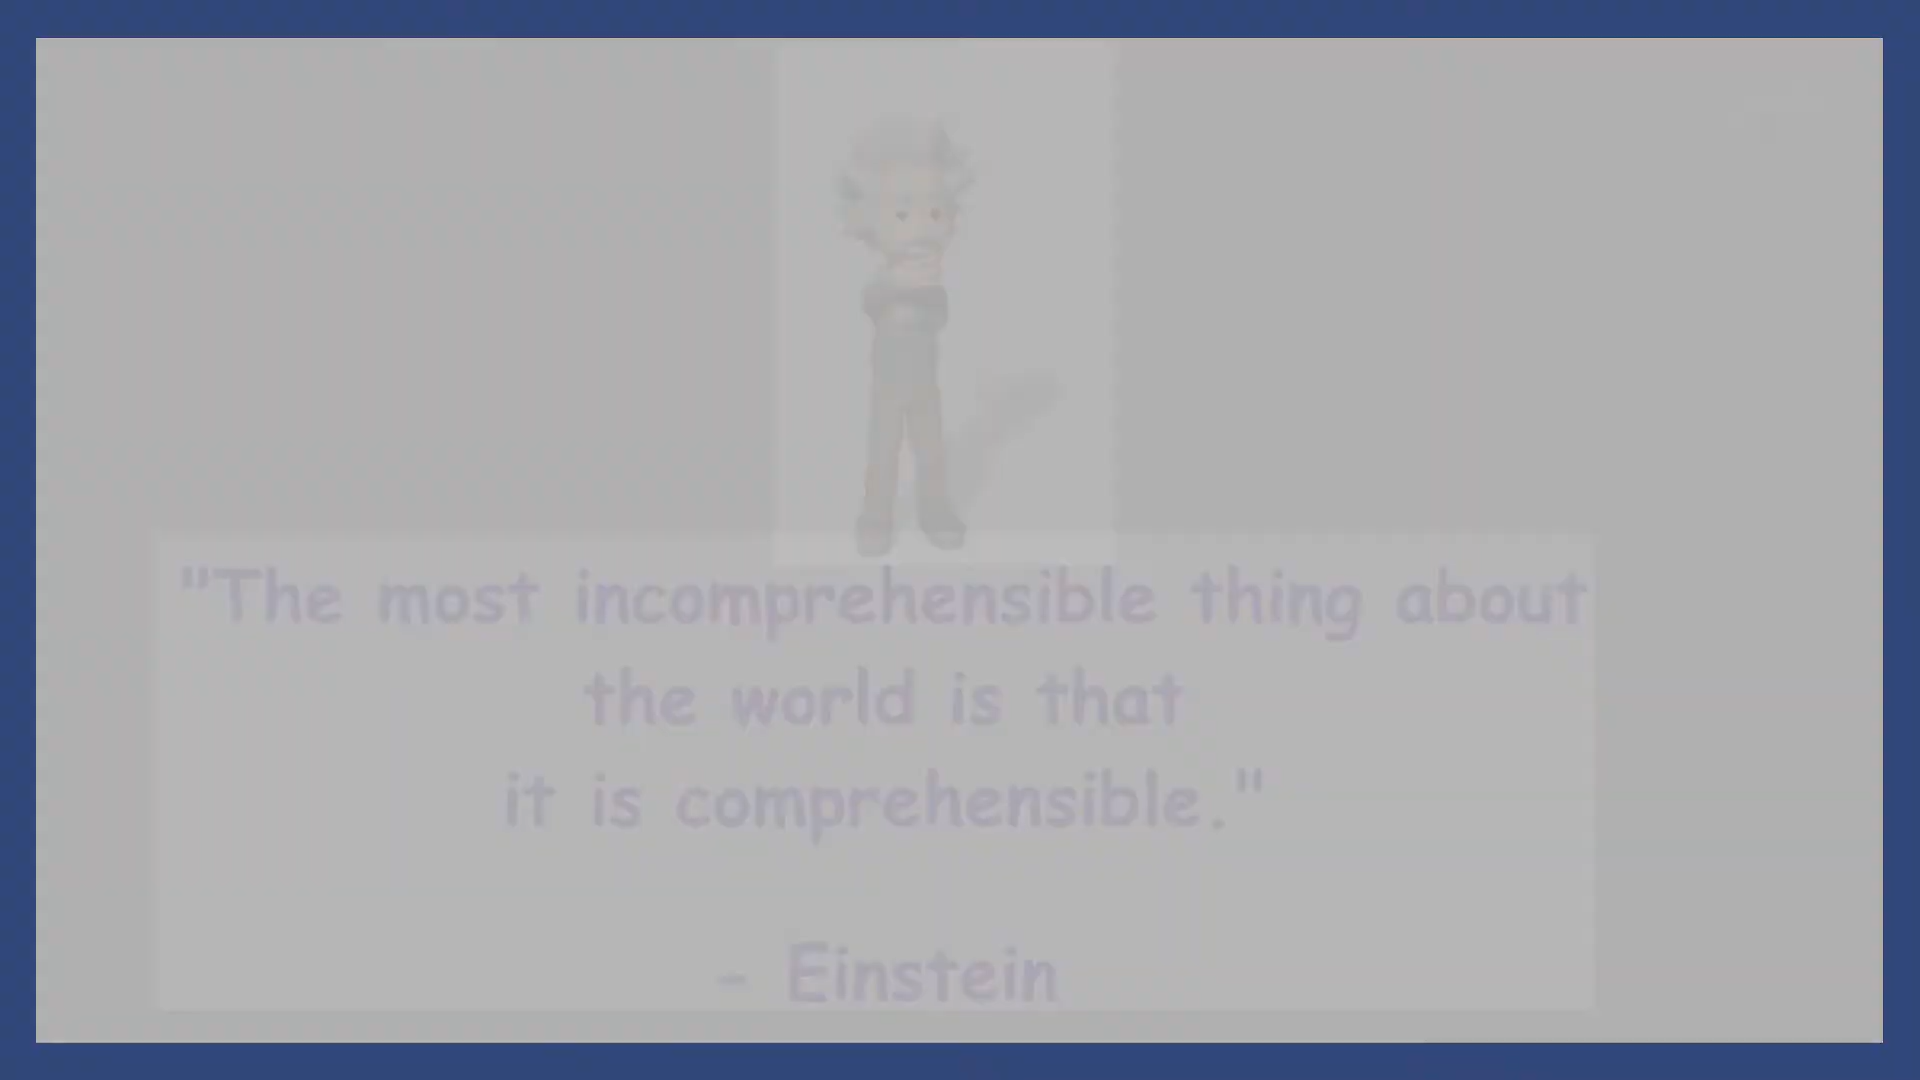 "The most incomprehensible thing about
the world is that
it is comprehensible."
- Einstein